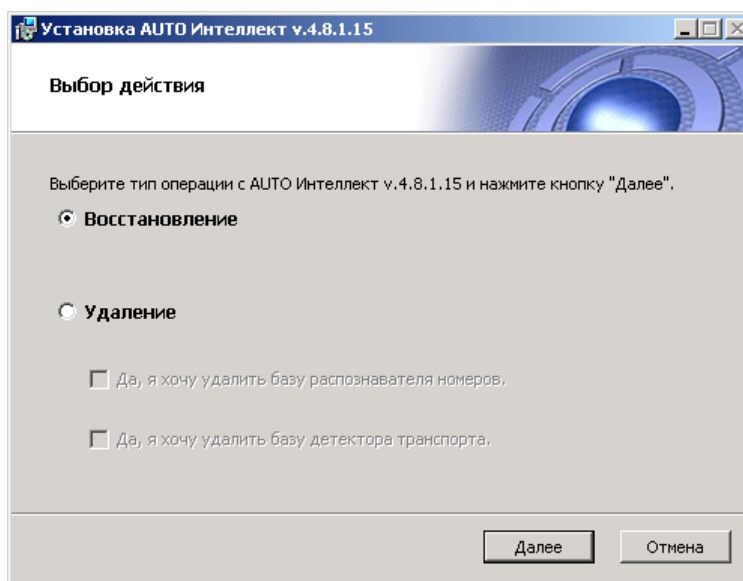 Установка AUTO Интеллект v.4.8.1.15
Выбор действия
Выберите тип операции с AUTO Интеллект v.4.8.1.15 и нажмите кнопку "Далее".
Восстановление
Удаление
Да, я хочу удалить базу распознавателя номеров.
Да, я хочу удалить базу детектора транспорта.
Далее
Отмена